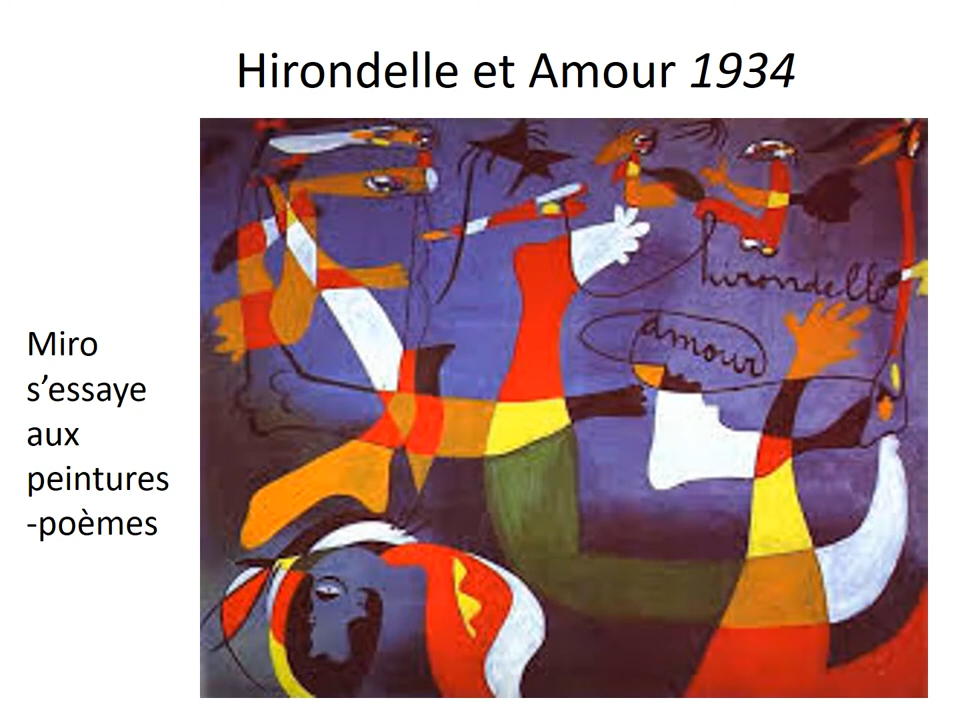 Hirondelle et Amour 1934
hirondelle
amour
Miro
s’essaye
aux
peintures
-poèmes